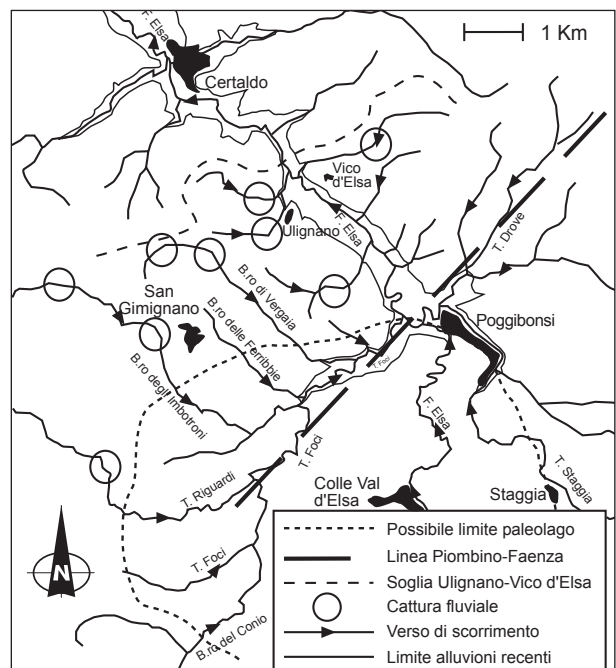 F. Elsa
1 Km
Certaldo
Vico
d'Elsa
Ulignano
F. Elsa
T. Drove
San
Gimignano
B.ro di Vergaia
B.ro delle Ferribbie
Poggibonsi
T. Foci
B.ro degli Imbotroni
F. Elsa
T. Foci
Colle Val
d'Elsa
Staggia
T. Staggia
T. Riguardi
T. Foci
B.ro del Conio
N
Possibile limite paleolago
Linea Piombino-Faenza
Soglia Ulignano-Vico d'Elsa
Cattura fluviale
Verso di scorrimento
Limite alluvioni recenti